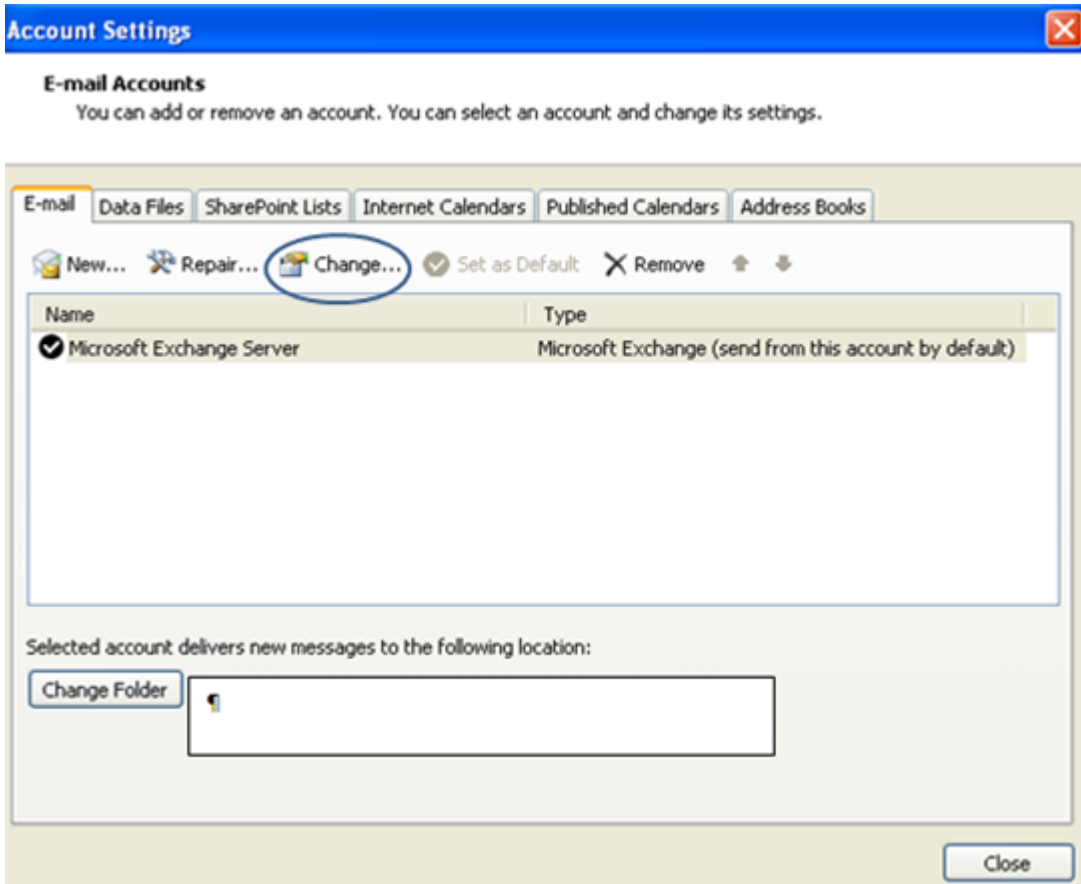 Account Settings
E-mail Accounts
You can add or remove an account. You can select an account and change its settings.
E-mail Data Files SharePoint Lists Internet Calendars Published Calendars Address Books
New... Repair... Change... Set as Default Remove
Name Type
Microsoft Exchange Server Microsoft Exchange (send from this account by default)
Selected account delivers new messages to the following location:
Change Folder ¶
Close